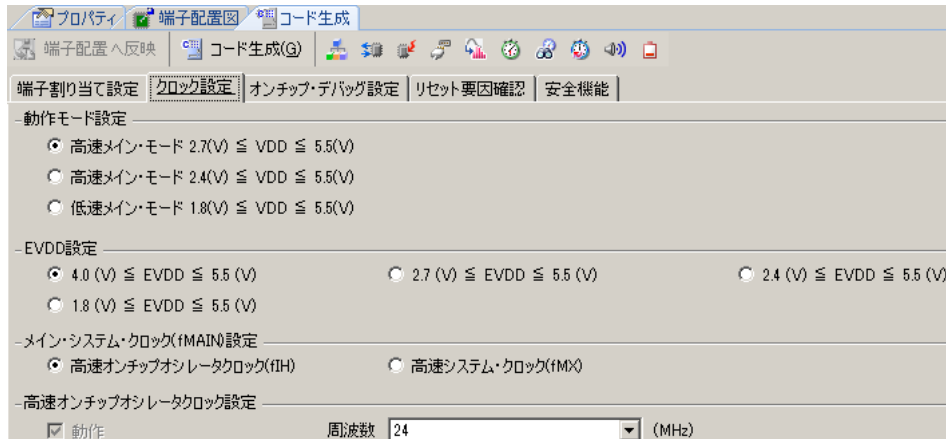 プロパティ 端子配置図 コード生成
端子配置へ反映 コード生成(G)
端子割り当て設定 クロック設定 オンチップ・デバッグ設定 リセット要因確認 安全機能
動作モード設定
高速メイン・モード 2.7(V) ≦ VDD ≦ 5.5(V)
高速メイン・モード 2.4(V) ≦ VDD ≦ 5.5(V)
低速メイン・モード 1.8(V) ≦ VDD ≦ 5.5(V)
EVDD設定
4.0 (V) ≦ EVDD ≦ 5.5 (V) 2.7 (V) ≦ EVDD ≦ 5.5 (V) 2.4 (V) ≦ EVDD ≦ 5.5 (V)
1.8 (V) ≦ EVDD ≦ 5.5 (V)
メイン・システム・クロック(fMAIN)設定
高速オンチップオシレータクロック(fIH) 高速システム・クロック(fMX)
高速オンチップオシレータクロック設定
動作 周波数 24 (MHz)